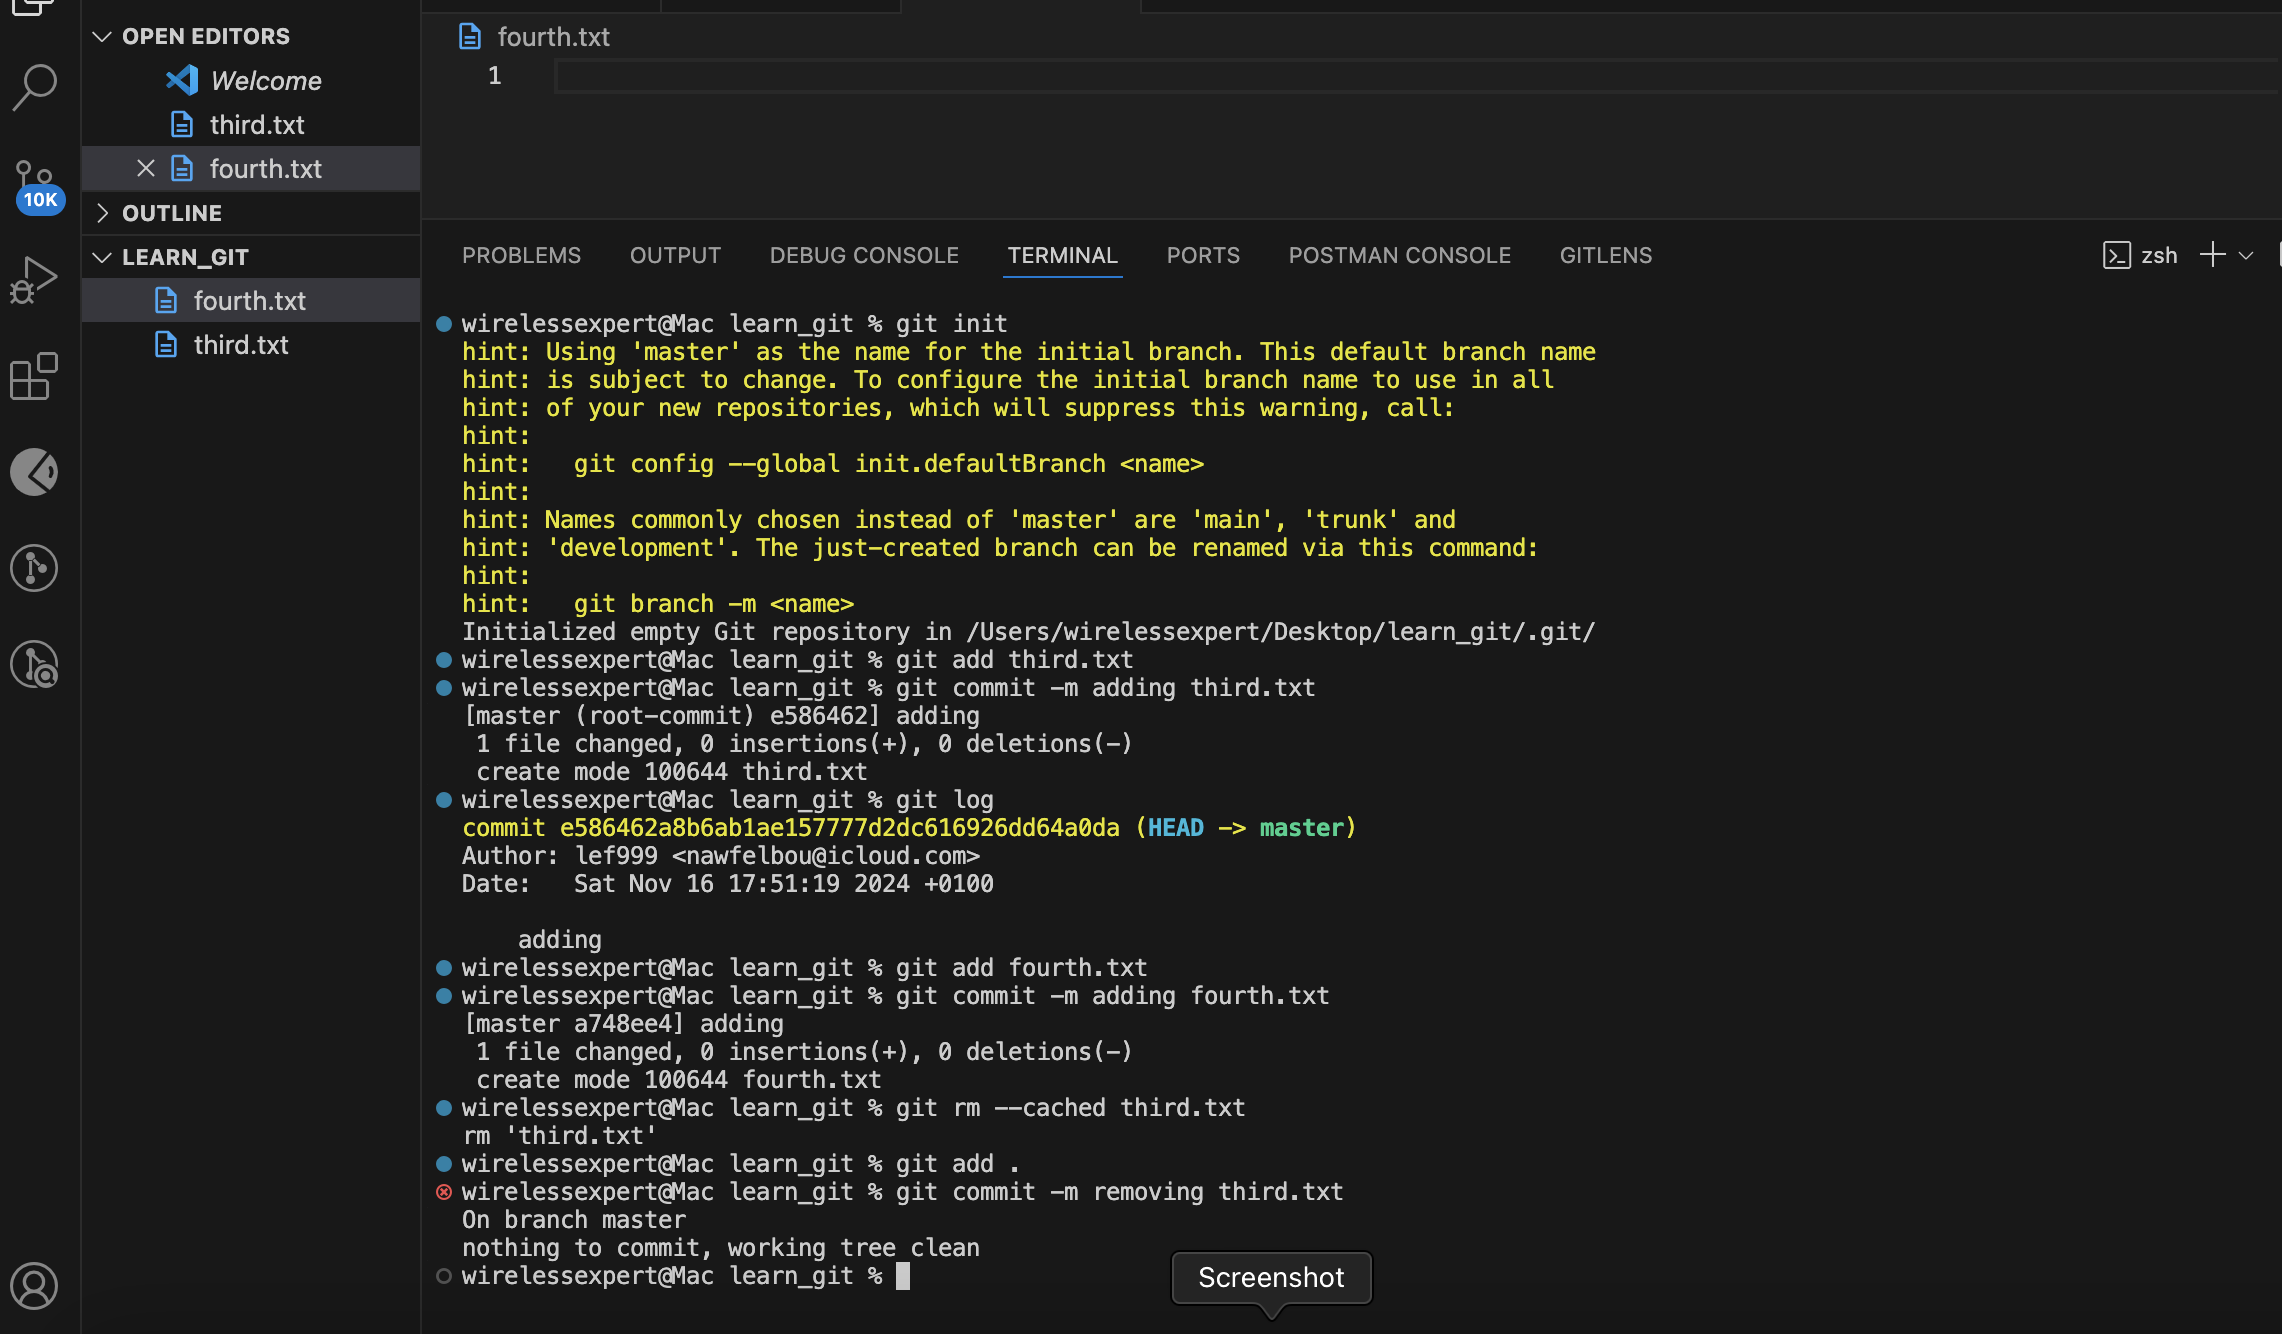 OPEN EDITORS
Welcome
third.txt
fourth.txt
10K
OUTLINE
LEARN_GIT
fourth.txt
third.txt
fourth.txt
1
PROBLEMS OUTPUT DEBUG CONSOLE TERMINAL PORTS POSTMAN CONSOLE GITLENS zsh
wirelessexpert@Mac learn_git % git init
hint: Using 'master' as the name for the initial branch. This default branch name
hint: is subject to change. To configure the initial branch name to use in all
hint: of your new repositories, which will suppress this warning, call:
hint:
hint:   git config --global init.defaultBranch <name>
hint:
hint: Names commonly chosen instead of 'master' are 'main', 'trunk' and
hint: 'development'. The just-created branch can be renamed via this command:
hint:
hint:   git branch -m <name>
Initialized empty Git repository in /Users/wirelessexpert/Desktop/learn_git/.git/
wirelessexpert@Mac learn_git % git add third.txt
wirelessexpert@Mac learn_git % git commit -m adding third.txt
[master (root-commit) e586462] adding
 1 file changed, 0 insertions(+), 0 deletions(-)
 create mode 100644 third.txt
wirelessexpert@Mac learn_git % git log
commit e586462a8b6ab1ae157777d2dc616926dd64a0da (HEAD -> master)
Author: lef999 <nawfelbou@icloud.com>
Date:   Sat Nov 16 17:51:19 2024 +0100
    adding
wirelessexpert@Mac learn_git % git add fourth.txt
wirelessexpert@Mac learn_git % git commit -m adding fourth.txt
[master a748ee4] adding
 1 file changed, 0 insertions(+), 0 deletions(-)
 create mode 100644 fourth.txt
wirelessexpert@Mac learn_git % git rm --cached third.txt
rm 'third.txt'
wirelessexpert@Mac learn_git % git add .
wirelessexpert@Mac learn_git % git commit -m removing third.txt
On branch master
nothing to commit, working tree clean
wirelessexpert@Mac learn_git %
Screenshot